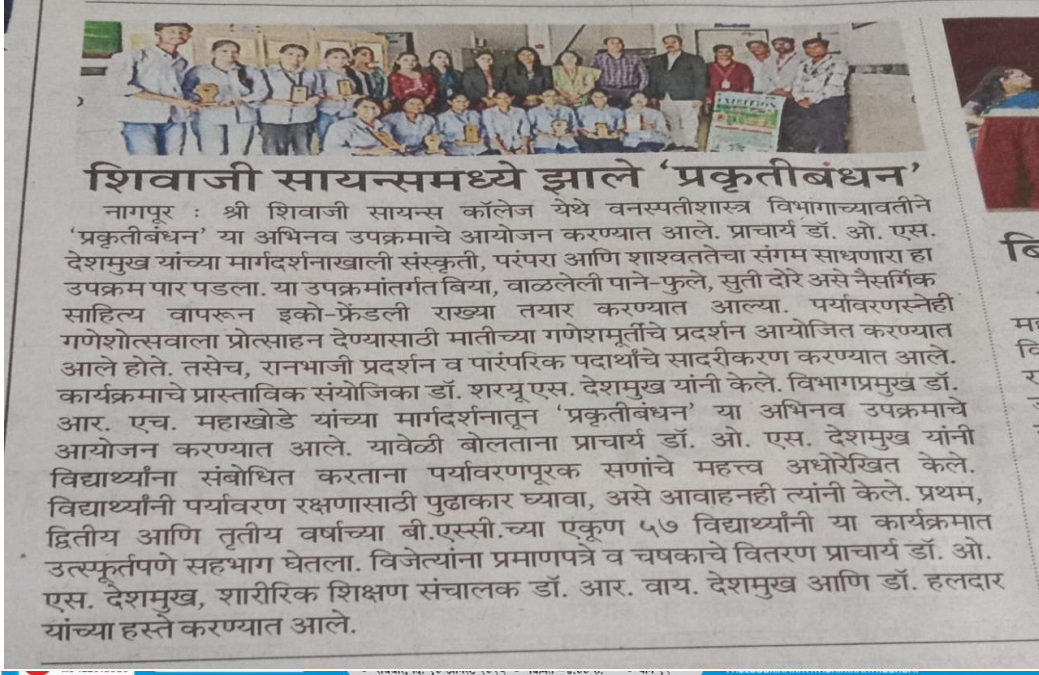 शिवाजी सायन्समध्ये झाले 'प्रकृतीबंधन'
नागपूर : श्री शिवाजी सायन्स कॉलेज येथे वनस्पतीशास्त्र विभागाच्यावतीने
'प्रकृतीबंधन' या अभिनव उपक्रमाचे आयोजन करण्यात आले. प्राचार्य डॉ. ओ. एस.
देशमुख यांच्या मार्गदर्शनाखाली संस्कृती, परंपरा आणि शाश्वततेचा संगम साधणारा हा
उपक्रम पार पडला. या उपक्रमांतर्गत बिया, वाळलेली पाने-फुले, सुती दोरे असे नैसर्गिक
साहित्य वापरून इको-फ्रेंडली राख्या तयार करण्यात आल्या. पर्यावरणस्नेही
गणेशोत्सवाला प्रोत्साहन देण्यासाठी मातीच्या गणेशमूर्तीचे प्रदर्शन आयोजित करण्यात
आले होते. तसेच, रानभाजी प्रदर्शन व पारंपरिक पदार्थांचे सादरीकरण करण्यात आले.
कार्यक्रमाचे प्रास्ताविक संयोजिका डॉ. शरयू एस. देशमुख यांनी केले. विभागप्रमुख डॉ.
आर. एच. महाखोडे यांच्या मार्गदर्शनातून 'प्रकृतीबंधन' या अभिनव उपक्रमाचे
आयोजन करण्यात आले. यावेळी बोलताना प्राचार्य डॉ. ओ. एस. देशमुख यांनी
विद्यार्थ्यांना संबोधित करताना पर्यावरणपूरक सणांचे महत्त्व अधोरेखित केले.
विद्यार्थ्यांनी पर्यावरण रक्षणासाठी पुढाकार घ्यावा, असे आवाहनही त्यांनी केले. प्रथम,
द्वितीय आणि तृतीय वर्षाच्या बी.एस्सी.च्या एकूण ५७ विद्यार्थ्यांनी या कार्यक्रमात
उत्स्फूर्तपणे सहभाग घेतला. विजेत्यांना प्रमाणपत्रे व चषकाचे वितरण प्राचार्य डॉ. ओ.
एस. देशमुख, शारीरिक शिक्षण संचालक डॉ. आर. वाय. देशमुख आणि डॉ. हलदार
यांच्या हस्ते करण्यात आले.